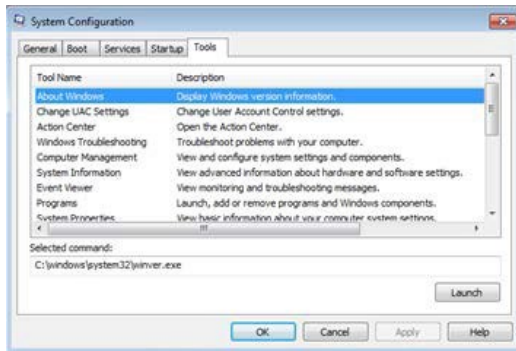 System Configuration
General Boot Services Startup Tools
Tool Name Description
About Windows Display Windows version information.
Change UAC Settings Change User Account Control settings.
Action Center Open the Action Center.
Windows Troubleshooting Troubleshoot problems with your computer.
Computer Management View and configure system settings and components.
System Information View advanced information about hardware and software settings.
Event Viewer View monitoring and troubleshooting messages.
Programs Launch, add or remove programs and Windows components.
System Properties View basic information about your computer system settings.
Selected command:
C:\windows\system32\winver.exe
Launch
OK Cancel Apply Help